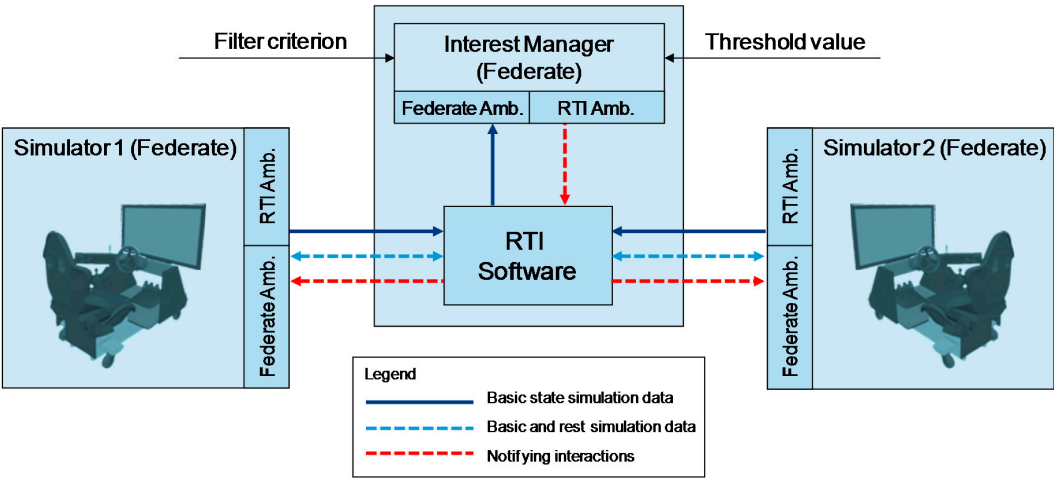 Filter criterion
Interest Manager
(Federate)
Threshold value
Federate Amb.
RTI Amb.
Simulator 1 (Federate)
RTI Amb.
Federate Amb.
RTI
Software
Simulator 2 (Federate)
RTI Amb.
Federate Amb.
Legend
Basic state simulation data
Basic and rest simulation data
Notifying interactions